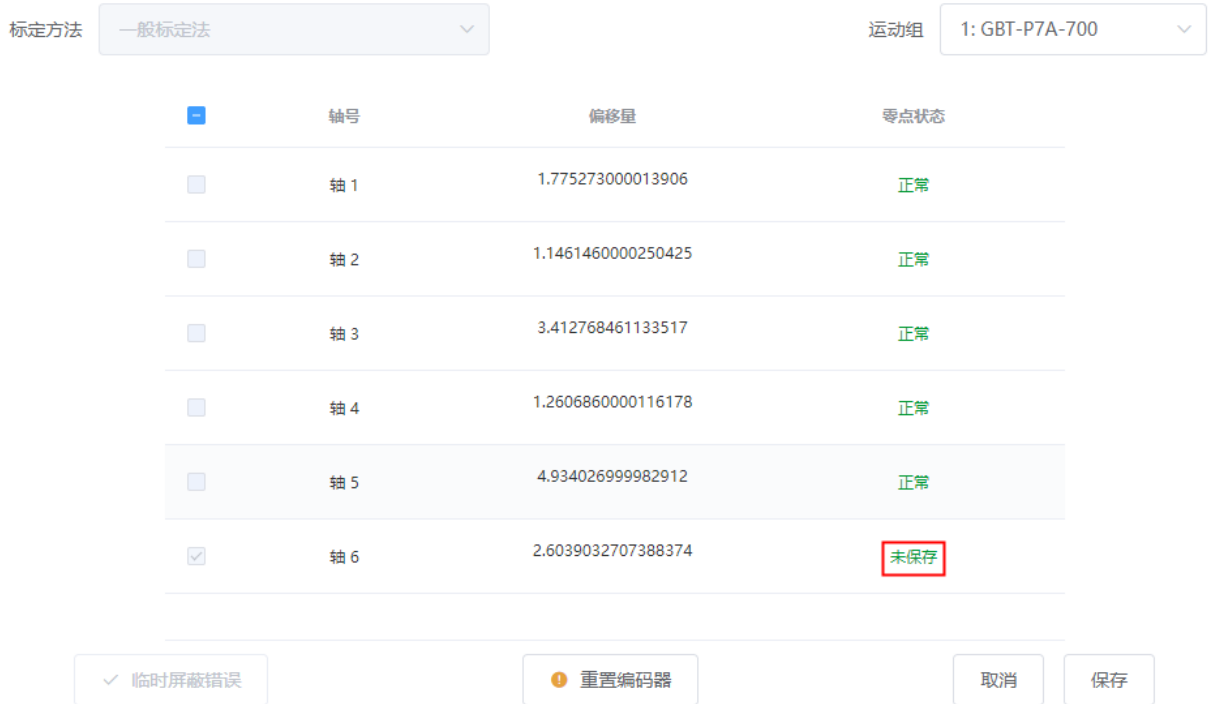 标定方法 一般标定法 运动组 1: GBT-P7A-700
轴号 偏移量 零点状态
轴 1 1.775273000013906 正常
轴 2 1.1461460000250425 正常
轴 3 3.412768461133517 正常
轴 4 1.2606860000116178 正常
轴 5 4.934026999982912 正常
轴 6 2.6039032707388374 未保存
临时屏蔽错误 重置编码器 取消 保存